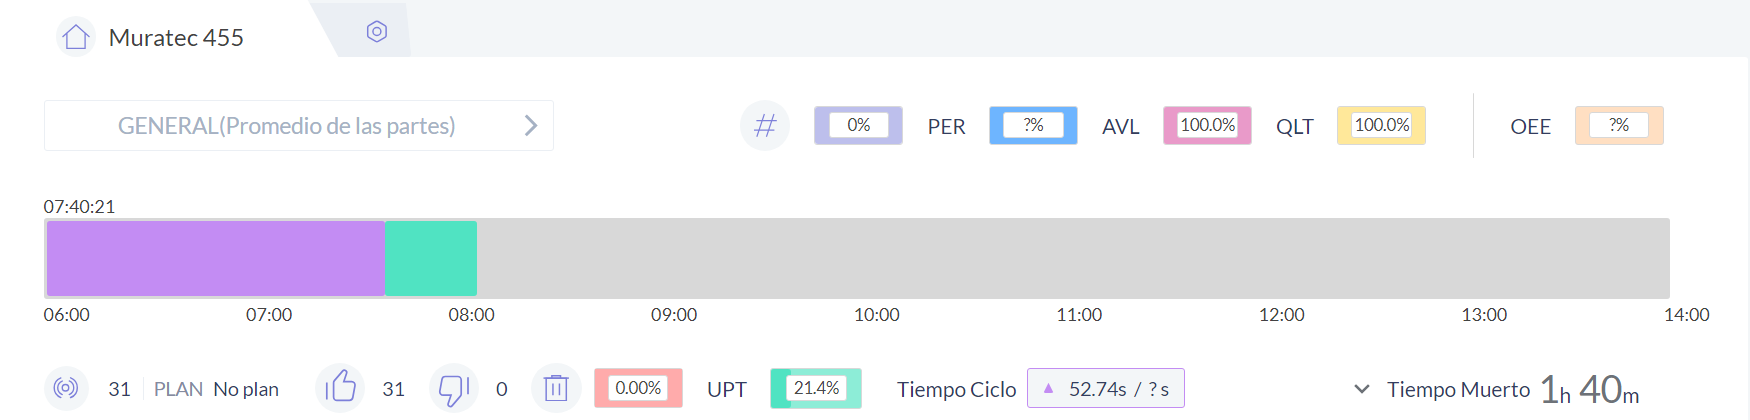 Muratec 455
GENERAL(Promedio de las partes)
# 0% PER ?% AVL 100.0% QLT 100.0% OEE ?%
07:40:21
06:00 07:00 08:00 09:00 10:00 11:00 12:00 13:00 14:00
31 PLAN No plan 31 0 0.00% UPT 21.4% Tiempo Ciclo 52.74s / ? s Tiempo Muerto 1h 40m